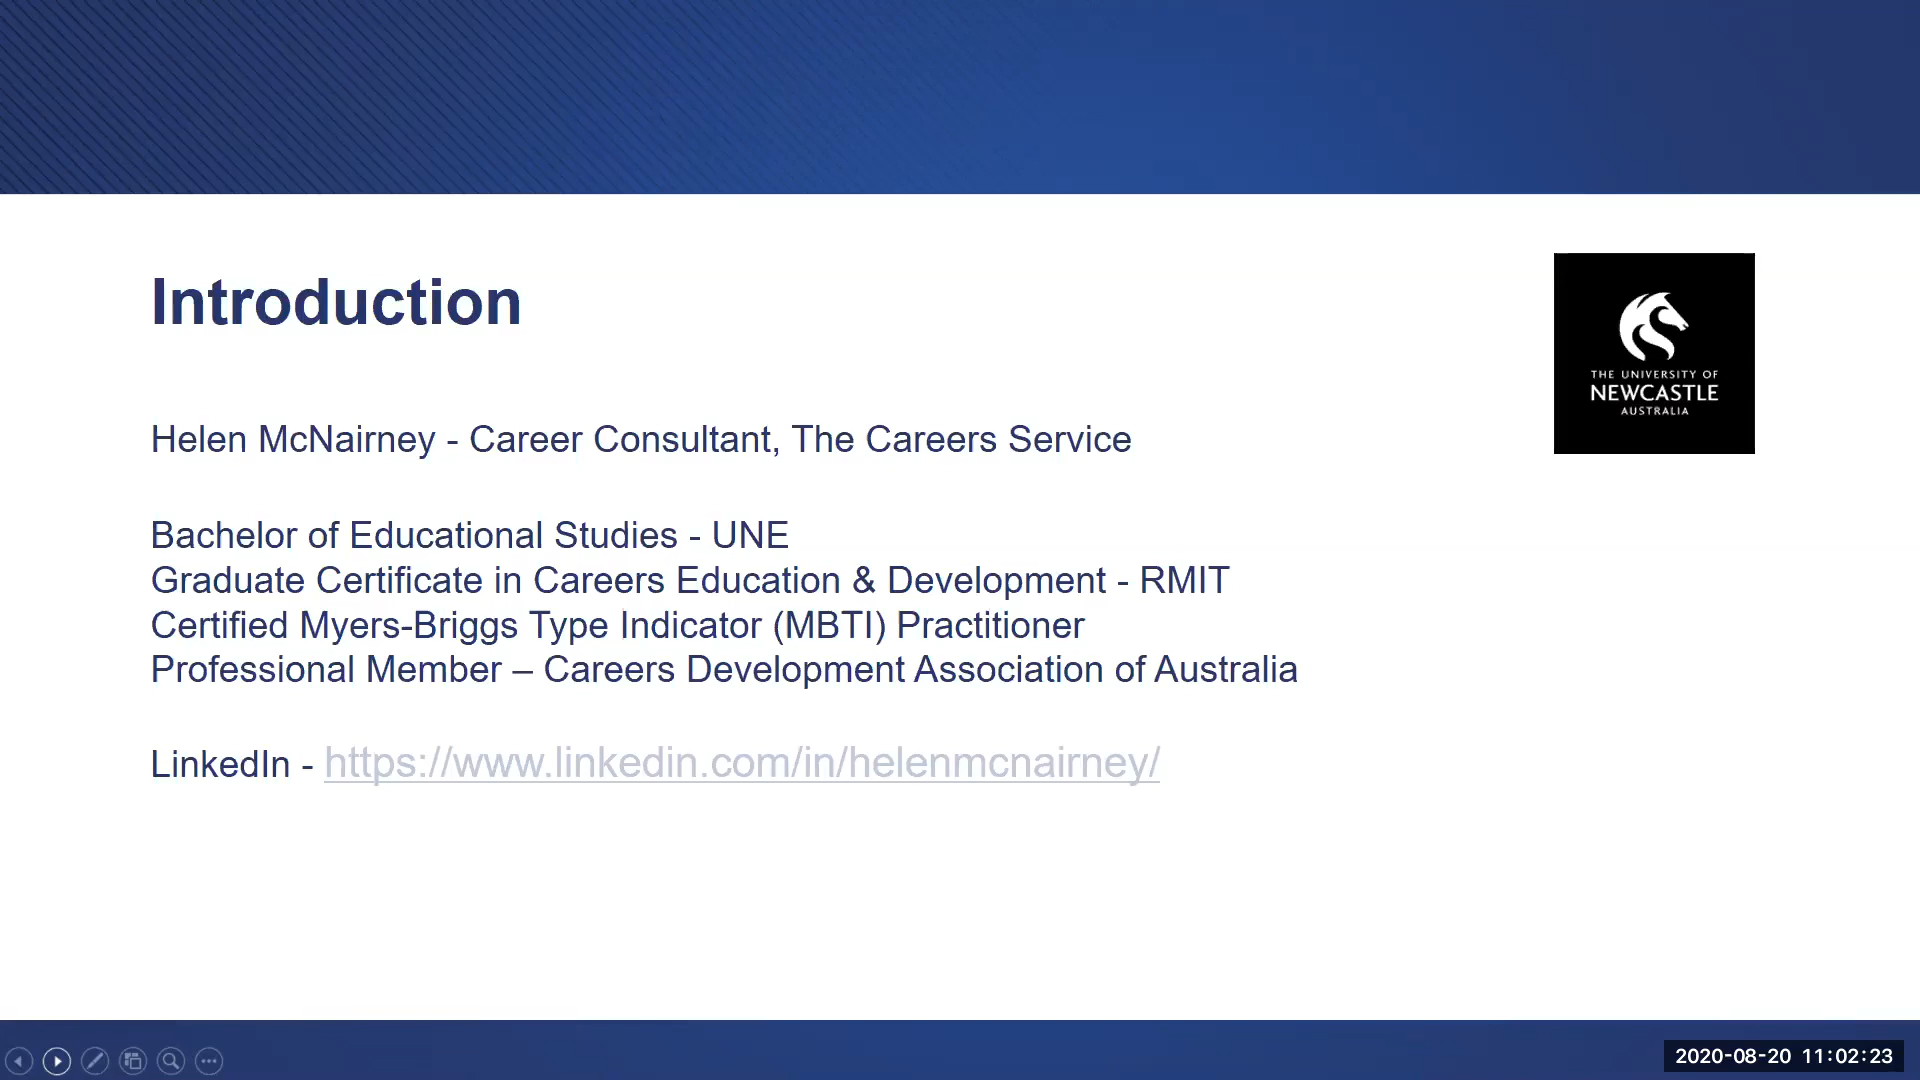 Introduction
THE UNIVERSITY OF
NEWCASTLE
AUSTRALIA
Helen McNairney - Career Consultant, The Careers Service
Bachelor of Educational Studies - UNE
Graduate Certificate in Careers Education & Development - RMIT
Certified Myers-Briggs Type Indicator (MBTI) Practitioner
Professional Member – Careers Development Association of Australia
LinkedIn - https://www.linkedin.com/in/helenmcnairney/
2020-08-20 11:02:23